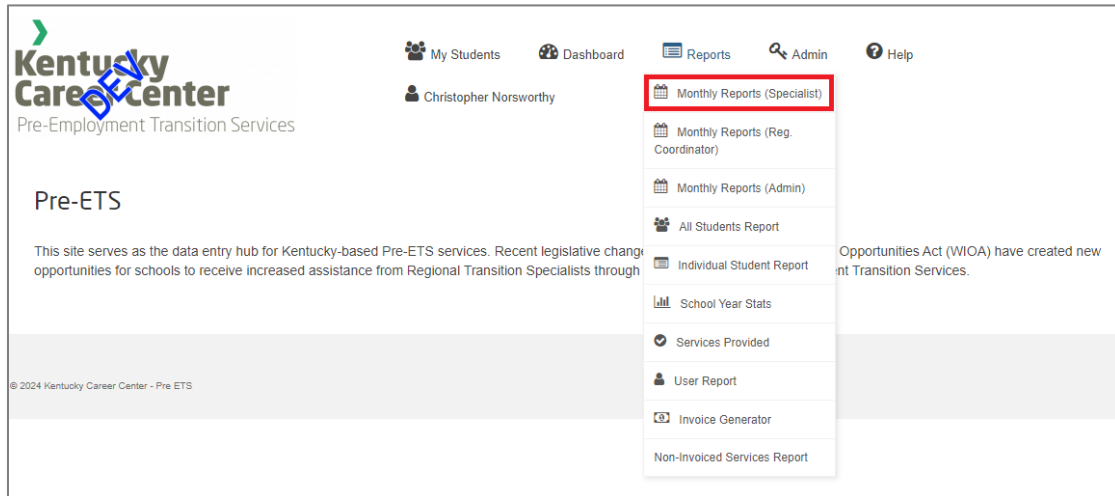 Kentucky
Career Center
DEV
Pre-Employment Transition Services
My Students Dashboard Reports Admin Help
Christopher Norsworthy
Monthly Reports (Specialist)
Monthly Reports (Reg.
Coordinator)
Monthly Reports (Admin)
All Students Report
Individual Student Report
School Year Stats
Services Provided
User Report
Invoice Generator
Non-Invoiced Services Report
Pre-ETS
This site serves as the data entry hub for Kentucky-based Pre-ETS services. Recent legislative change Opportunities Act (WIOA) have created new
opportunities for schools to receive increased assistance from Regional Transition Specialists through nt Transition Services.
© 2024 Kentucky Career Center - Pre ETS